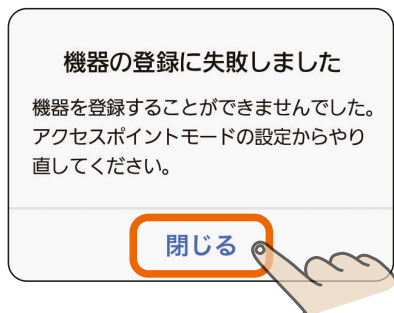 機器の登録に失敗しました
機器を登録することができませんでした。
アクセスポイントモードの設定からやり
直してください。
閉じる